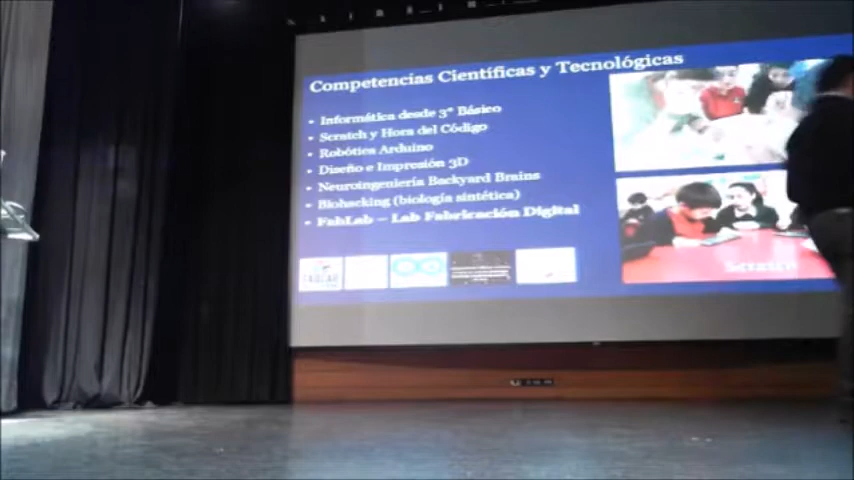 Competencias Científicas y Tecnológicas
• Informática desde 3° Básico
• Scratch y Hora del Código
• Robótica Arduino
• Diseño e Impresión 3D
• Neuroingeniería Backyard Brains
• Biohacking (biología sintética)
• FabLab – Lab Fabricación Digital
FABLAB
Scratch